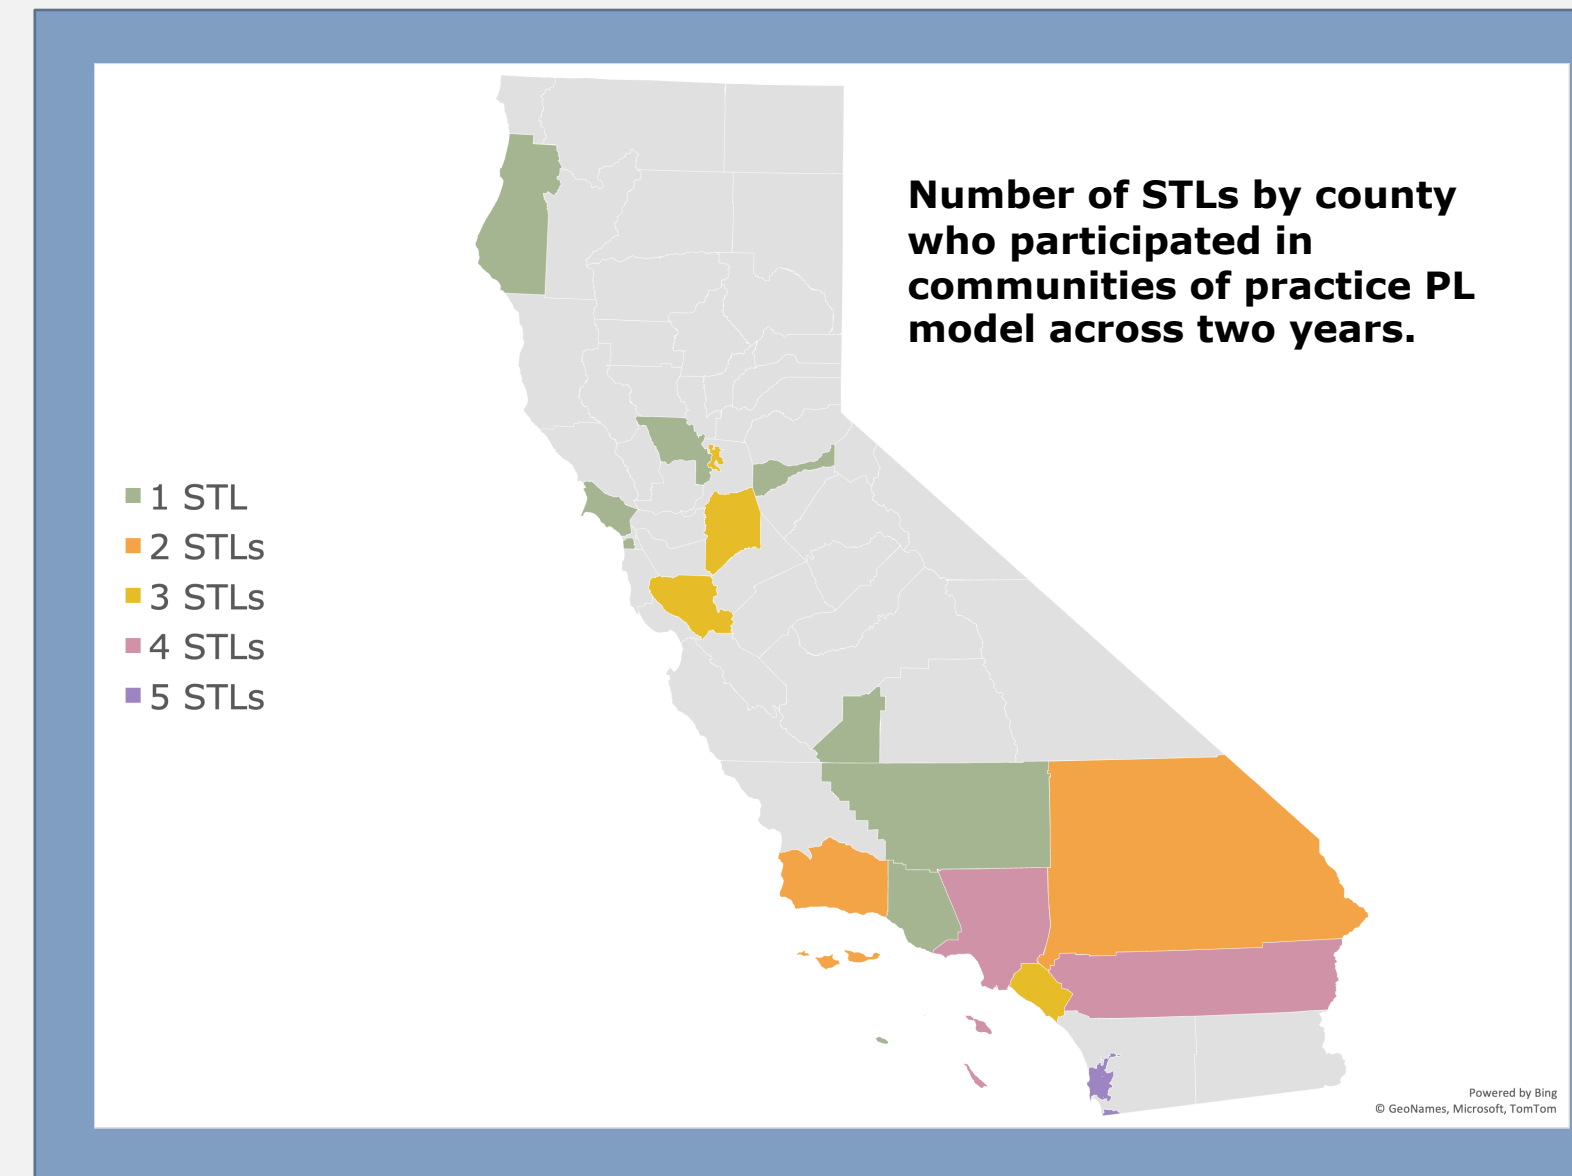 Number of STLs by county
who participated in
communities of practice PL
model across two years.
1 STL
2 STLs
3 STLs
4 STLs
5 STLs
Powered by Bing
© GeoNames, Microsoft, TomTom